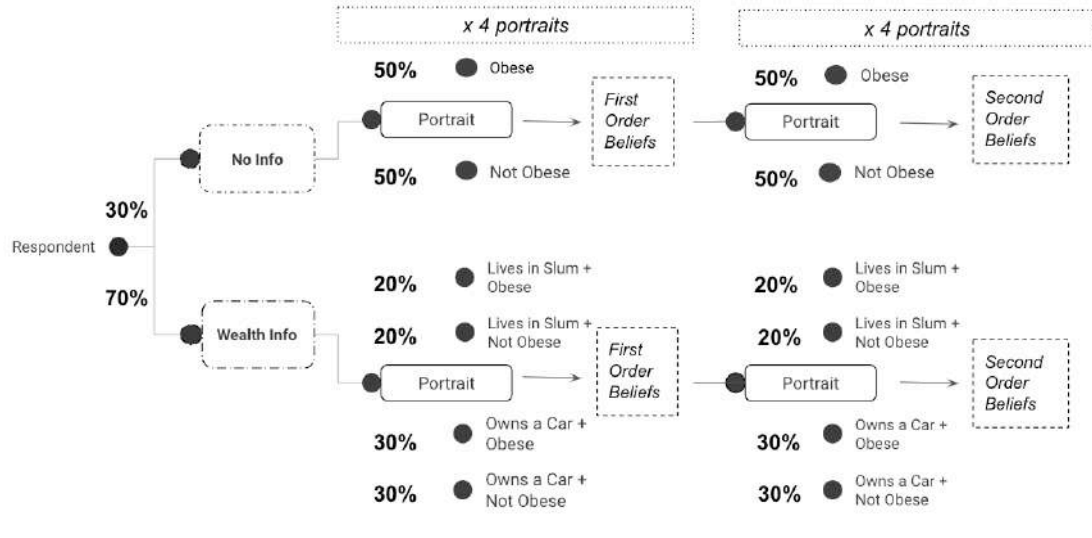 x 4 portraits
50%
Obese
Portrait
First
Order
Beliefs
50%
Not Obese
x 4 portraits
50%
Obese
Portrait
Second
Order
Beliefs
50%
Not Obese
No Info
30%
Respondent
70%
Wealth Info
20%
Lives in Slum +
Obese
20%
Lives in Slum +
Not Obese
Portrait
First
Order
Beliefs
30%
Owns a Car +
Obese
30%
Owns a Car +
Not Obese
20%
Lives in Slum +
Obese
20%
Lives in Slum +
Not Obese
Portrait
Second
Order
Beliefs
30%
Owns a Car +
Obese
30%
Owns a Car +
Not Obese